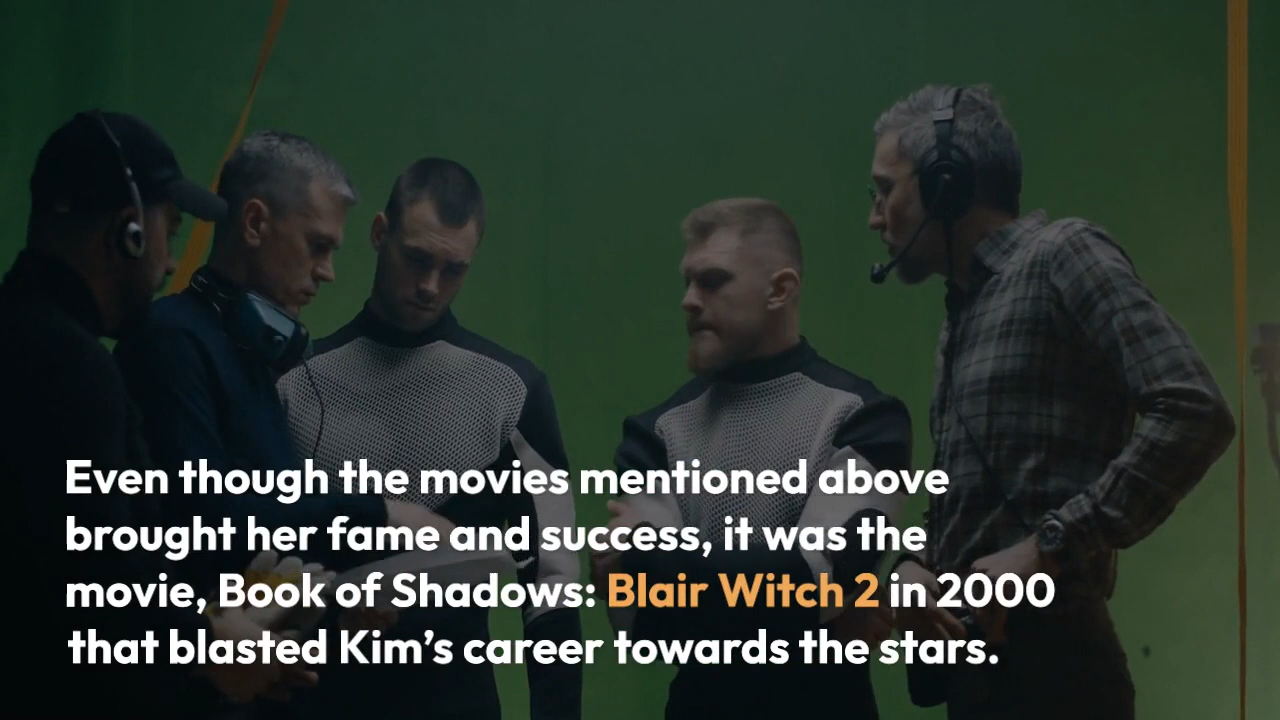 Even though the movies mentioned above
brought her fame and success, it was the
movie, Book of Shadows: Blair Witch 2 in 2000
that blasted Kim’s career towards the stars.